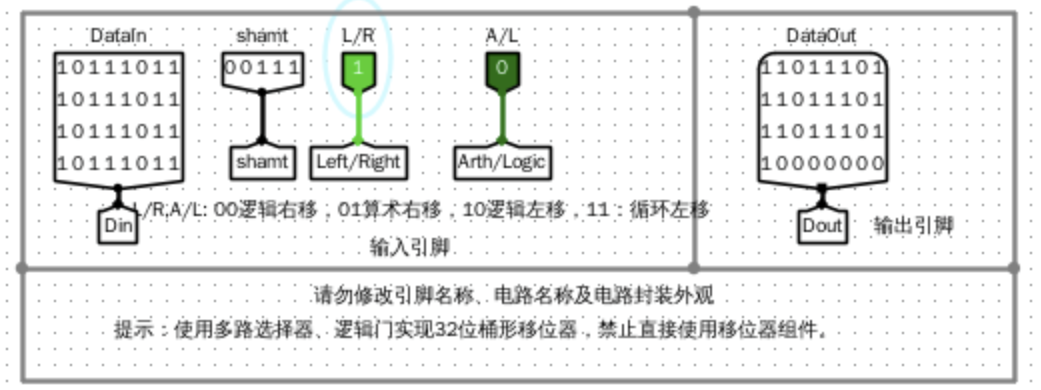 DataIn shamt L/R A/L DataOut
10111011 00111 1 0 11011101
10111011 11011101
10111011 11011101
10111011 shamt Left/Right Arth/Logic 10000000
L/R,A/L: 00逻辑右移，01算术右移，10逻辑左移，11：循环左移
Din Dout 输出引脚
输入引脚
请勿修改引脚名称、电路名称及电路封装外观
提示：使用多路选择器、逻辑门实现32位桶形移位器，禁止直接使用移位器组件。